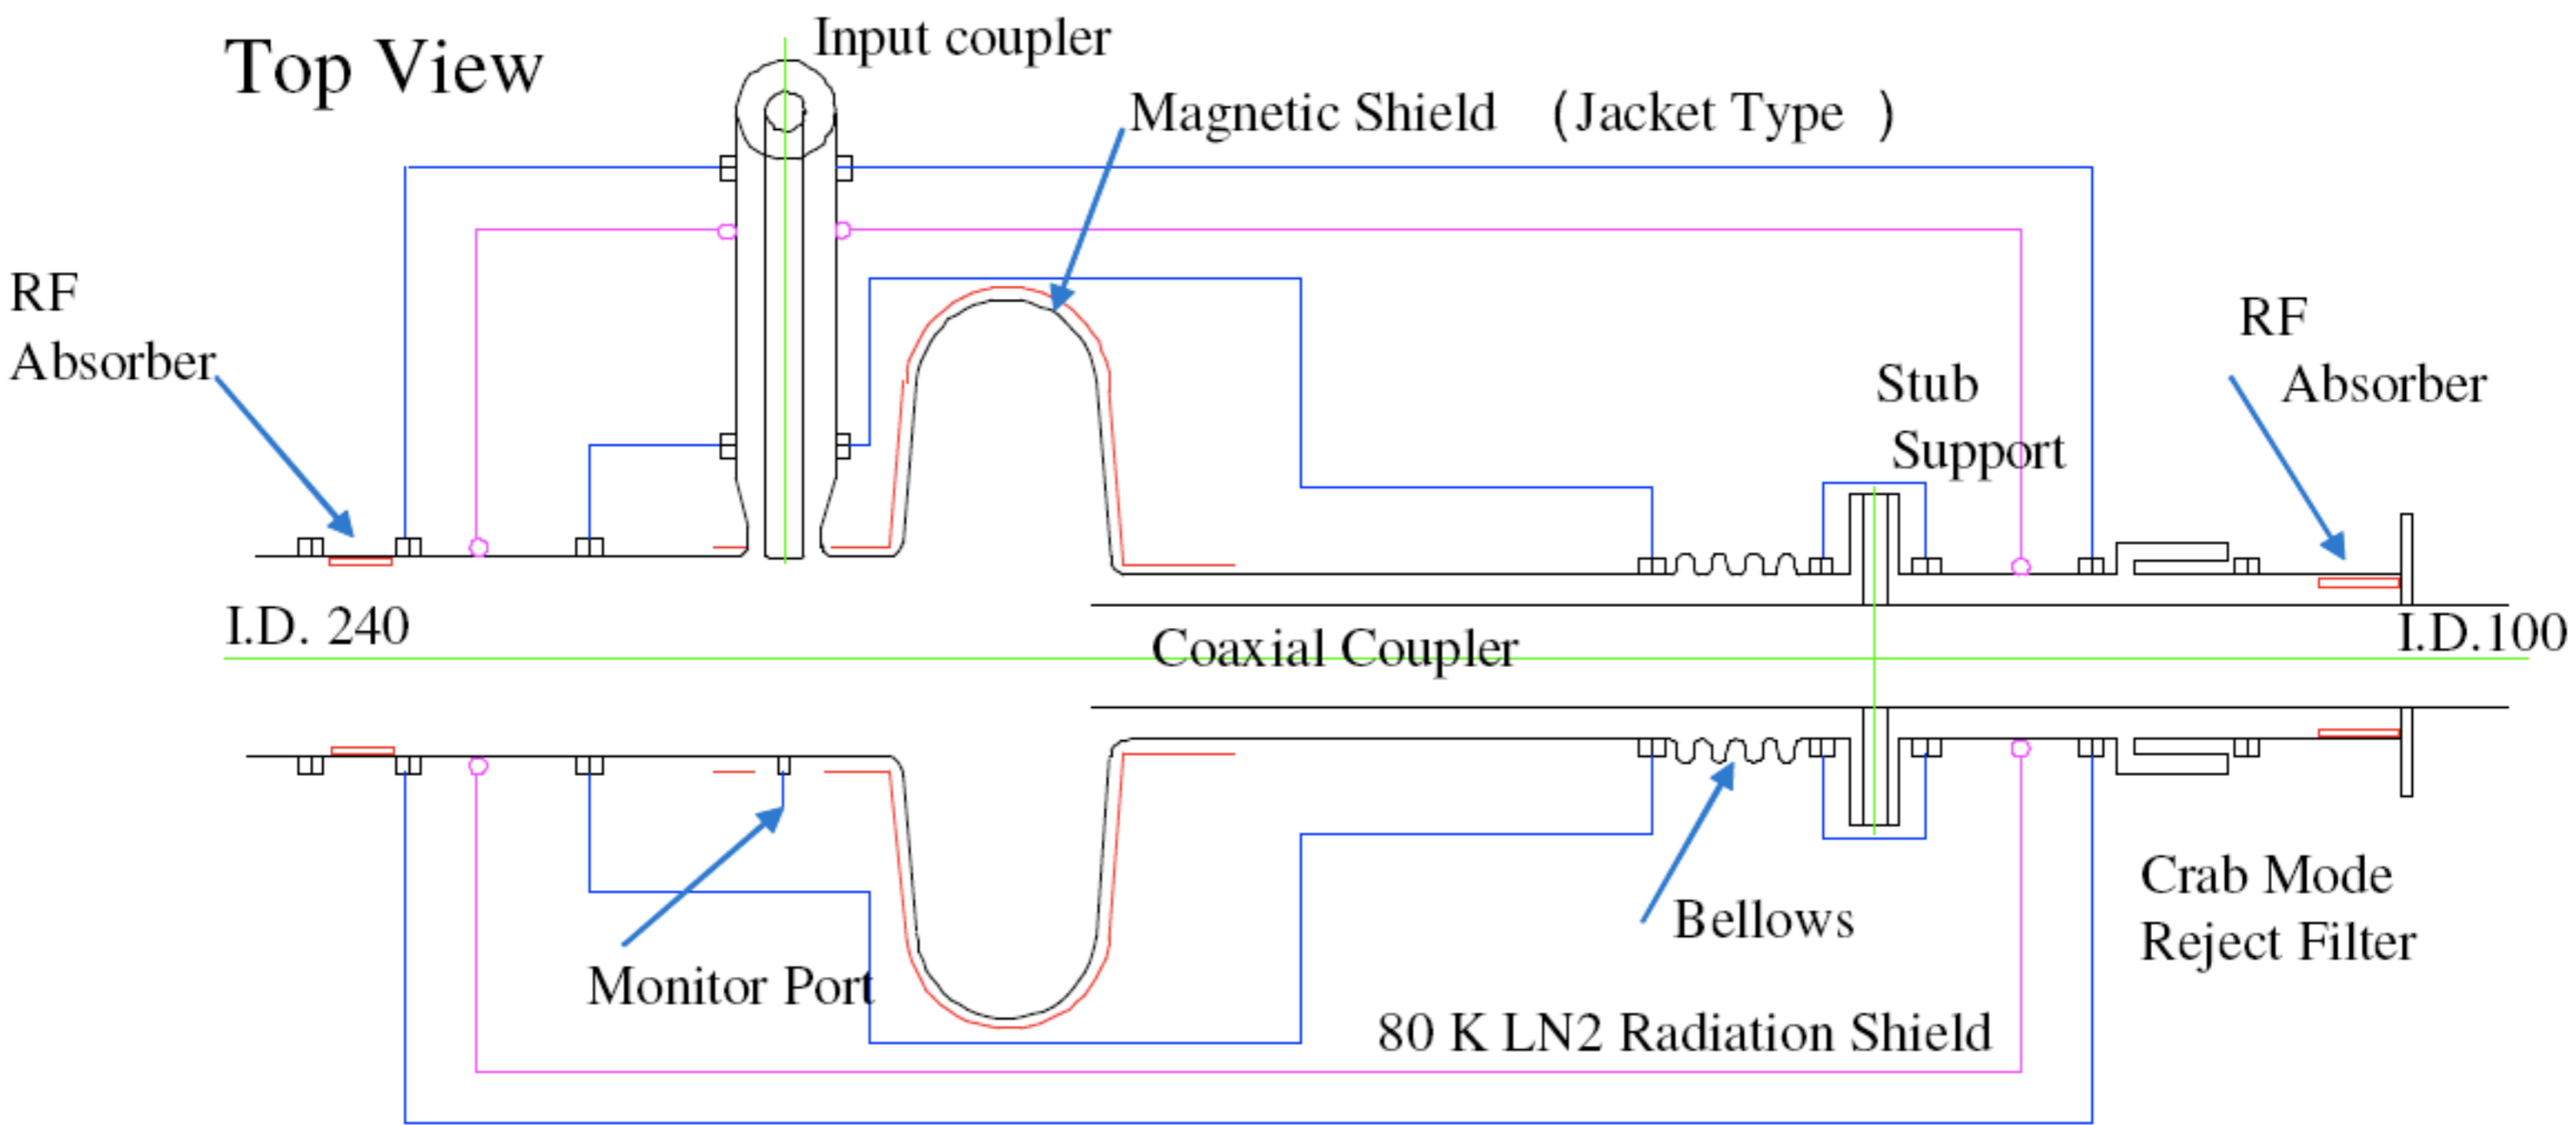 Top View
Input coupler
Magnetic Shield (Jacket Type )
RF
Absorber
RF
Absorber
Stub
Support
I.D. 240
Coaxial Coupler
I.D.100
Monitor Port
Bellows
Crab Mode
Reject Filter
80 K LN2 Radiation Shield